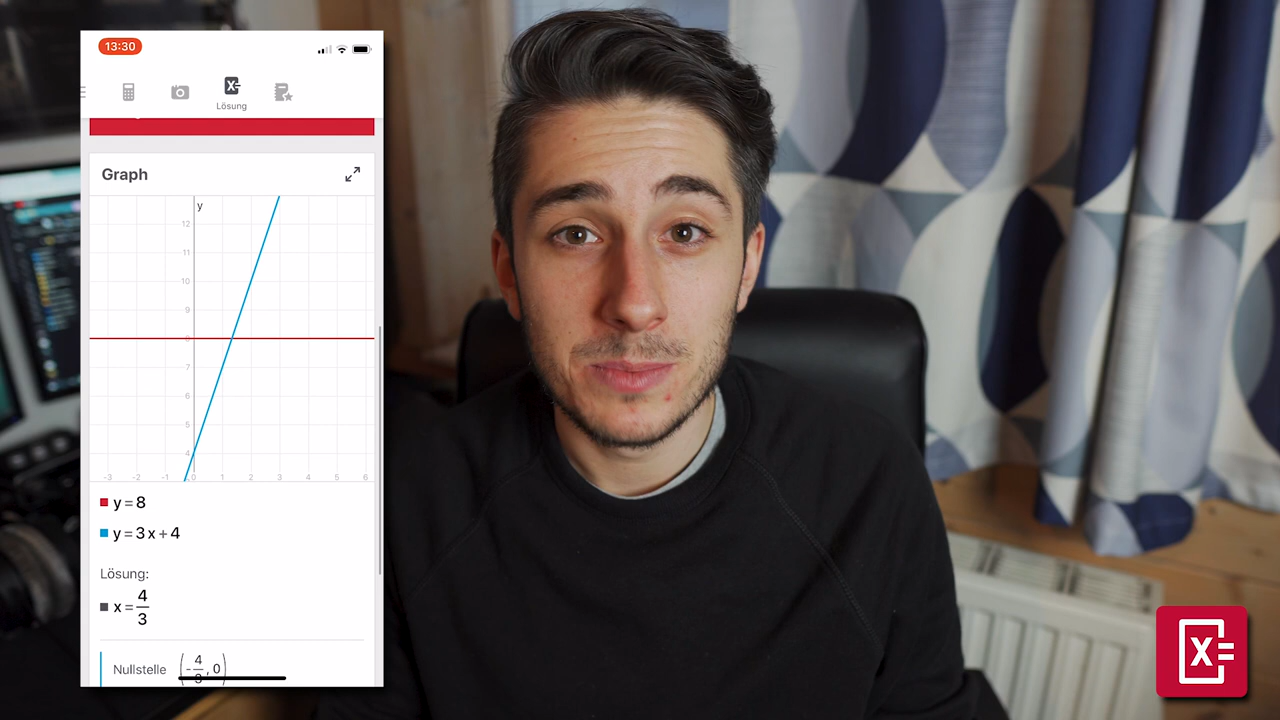 13:30
Lösung
Graph
y
12
11
10
9
8
7
6
5
4
-3 -2 -1 0 1 2 3 4 5 6
y = 8
y = 3 x + 4
Lösung:
x = 4/3
Nullstelle (-4/3, 0)
X=